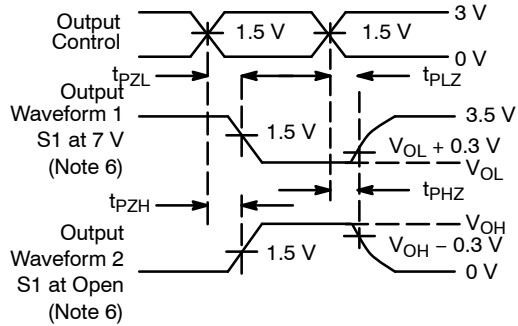 Output
Control
1.5 V
1.5 V
3 V
0 V
tPZL
tPLZ
Output
Waveform 1
S1 at 7 V
(Note 6)
1.5 V
3.5 V
VOL + 0.3 V
VOL
tPZH
tPHZ
Output
Waveform 2
S1 at Open
(Note 6)
1.5 V
VOH
VOH − 0.3 V
0 V